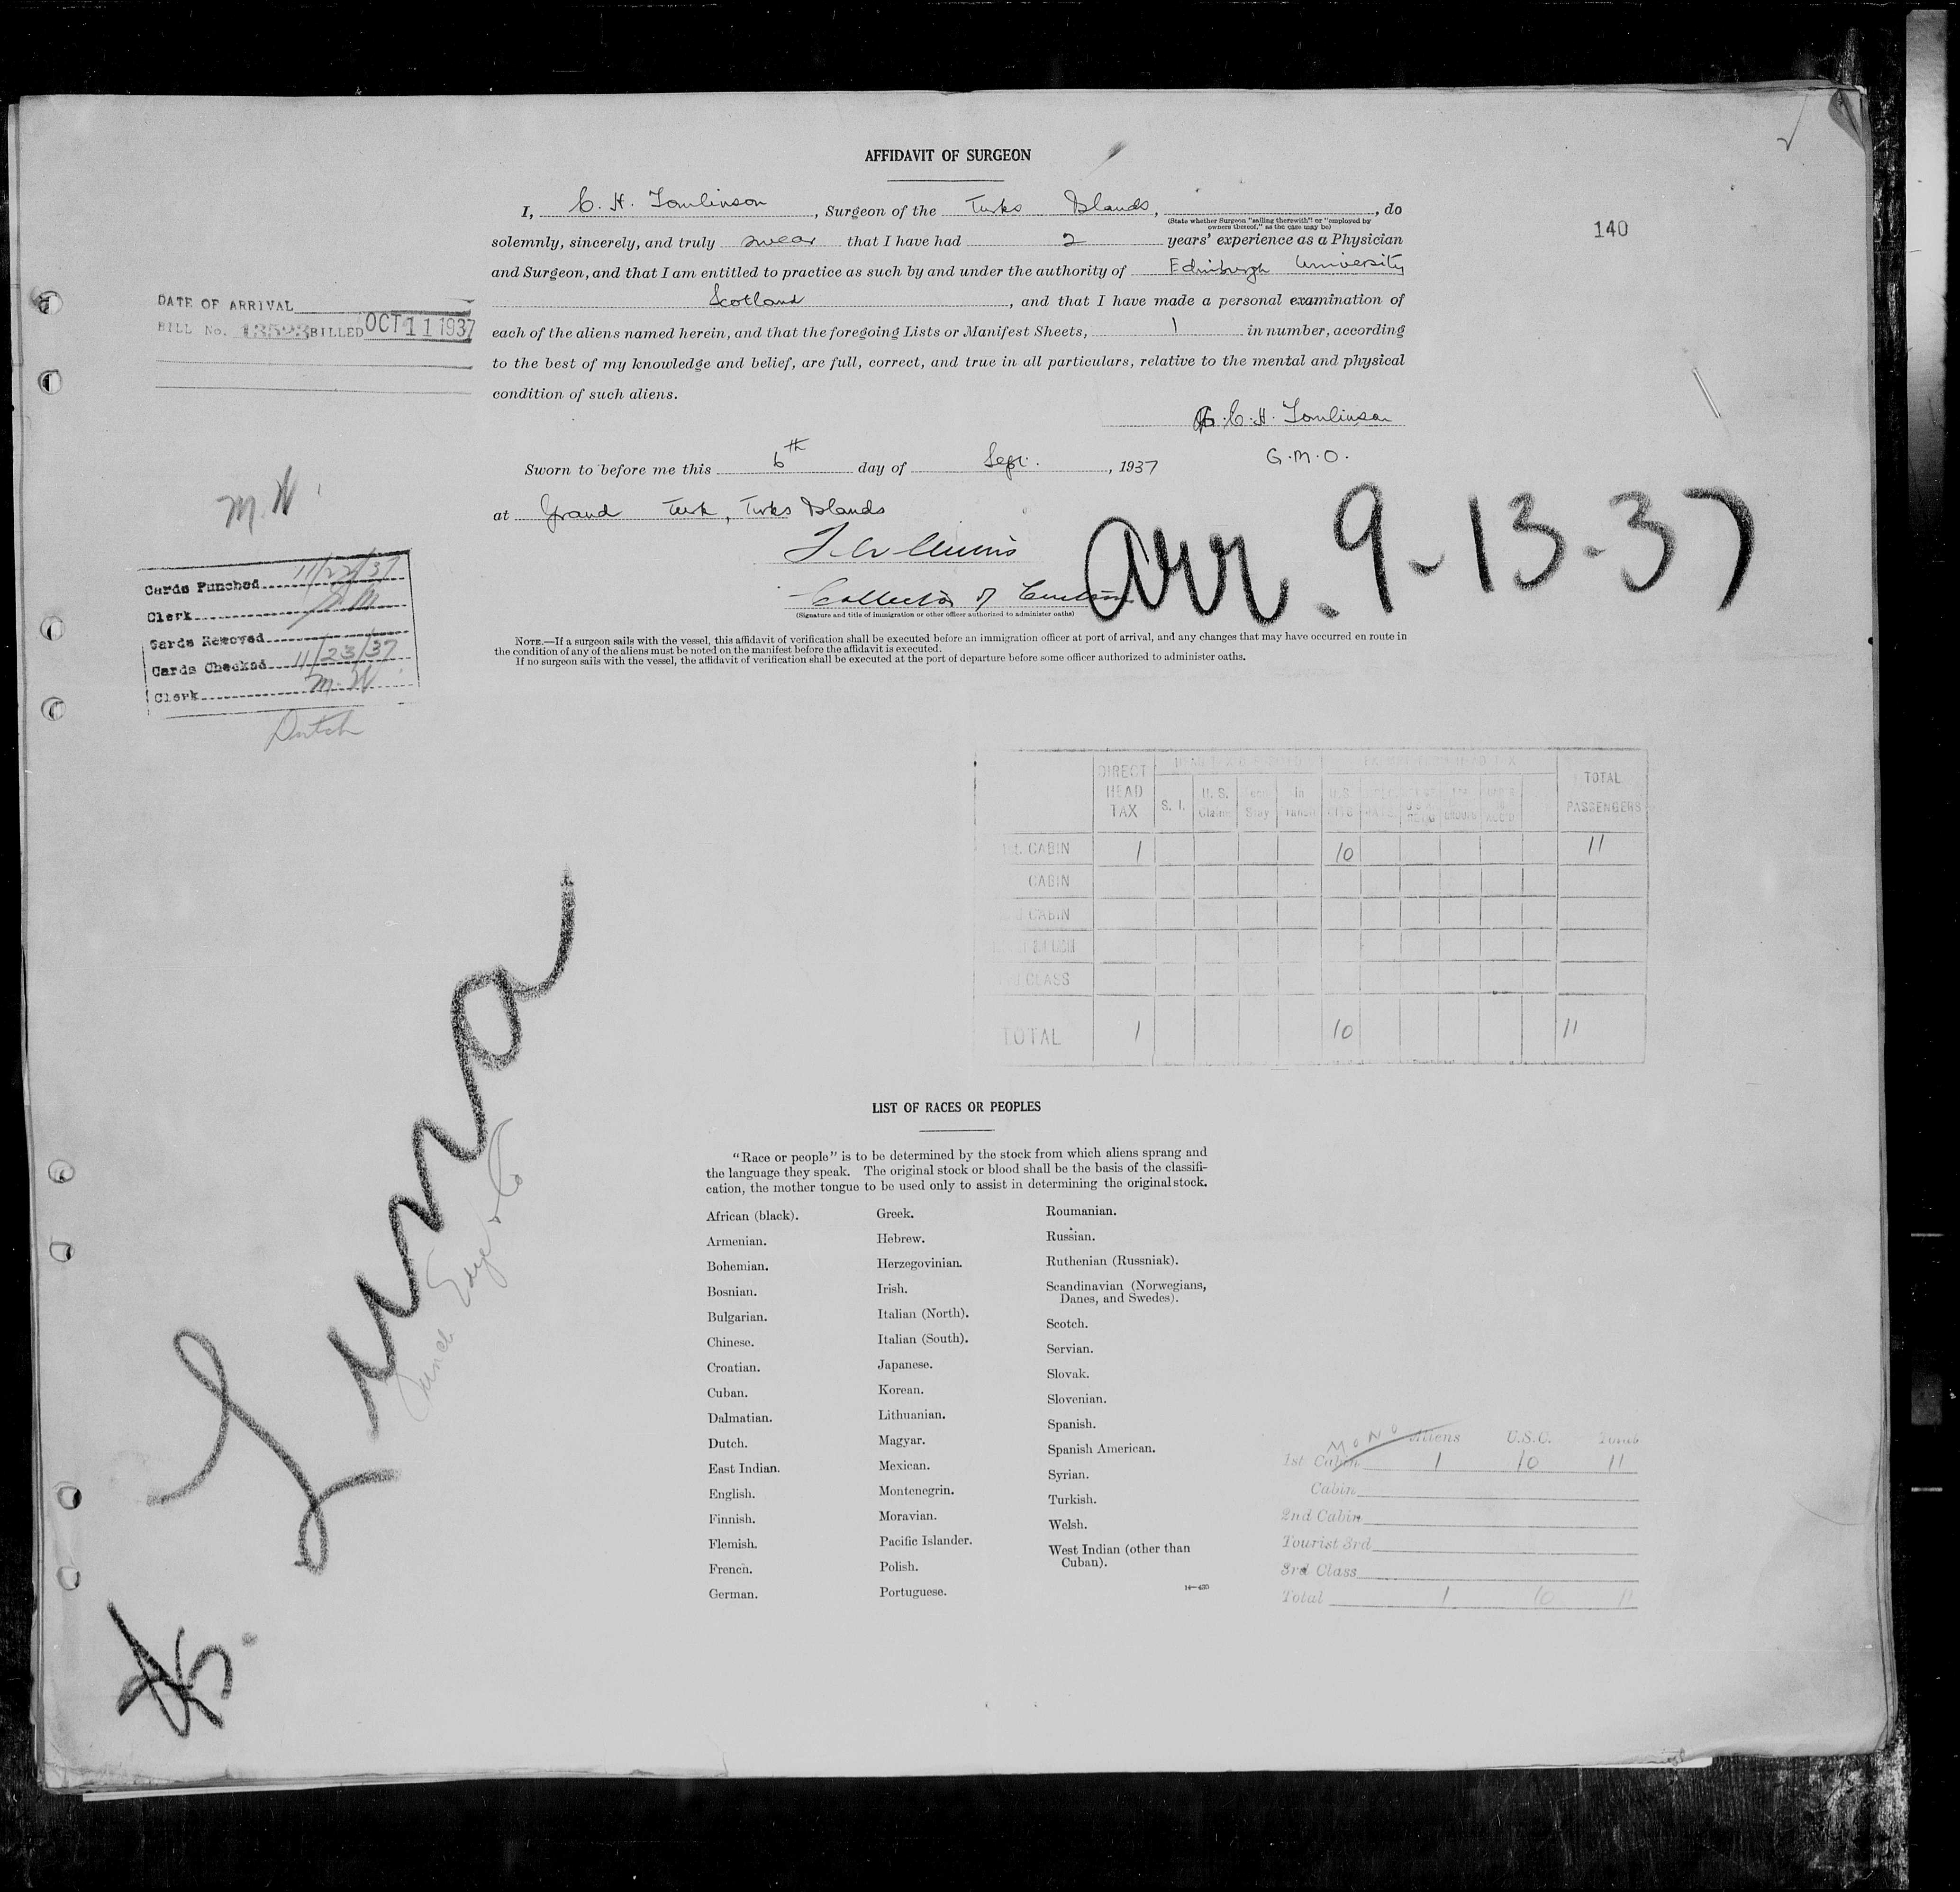 AFFIDAVIT OF SURGEON
140
I, C. H. Tomlinson, Surgeon of the Turks Islands, , do
(State whether Surgeon "sailing therewith" or "employed by
owners thereof," as the case may be)
solemnly, sincerely, and truly swear that I have had 2 years' experience as a Physician
and Surgeon, and that I am entitled to practice as such by and under the authority of Edinburgh University
Scotland, and that I have made a personal examination of
each of the aliens named herein, and that the foregoing Lists or Manifest Sheets, 1 in number, according
to the best of my knowledge and belief, are full, correct, and true in all particulars, relative to the mental and physical
condition of such aliens.
DATE OF ARRIVAL
BILL No. 13523 BILLED OCT 11 1937
C. H. Tomlinson
G.M.O.
Sworn to before me this 6th day of Sept., 1937
at Grand Turk, Turks Islands
Collector of Customs
(Signature and title of immigration or other officer authorized to administer oaths)
arr. 9-13-37
M.W
Cards Punched 11/22/37
Clerk
Cards Removed
Cards Checked 11/23/37
Clerk M.W
Dutch
NOTE.—If a surgeon sails with the vessel, this affidavit of verification shall be executed before an immigration officer at port of arrival, and any changes that may have occurred en route in
the condition of any of the aliens must be noted on the manifest before the affidavit is executed.
If no surgeon sails with the vessel, the affidavit of verification shall be executed at the port of departure before some officer authorized to administer oaths.
DIRECT HEAD TAX
S. I.
U. S. Claim
Stay
In
TOTAL PASSENGERS
1st CABIN 1 10 11
CABIN
CABIN
CLASS
TOTAL 1 10 11
Luna
LIST OF RACES OR PEOPLES
"Race or people" is to be determined by the stock from which aliens sprang and
the language they speak. The original stock or blood shall be the basis of the classifi-
cation, the mother tongue to be used only to assist in determining the original stock.
African (black).
Armenian.
Bohemian.
Bosnian.
Bulgarian.
Chinese.
Croatian.
Cuban.
Dalmatian.
Dutch.
East Indian.
English.
Finnish.
Flemish.
French.
German.
Greek.
Hebrew.
Herzegovinian.
Irish.
Italian (North).
Italian (South).
Japanese.
Korean.
Lithuanian.
Magyar.
Mexican.
Montenegrin.
Moravian.
Pacific Islander.
Polish.
Portuguese.
Roumanian.
Russian.
Ruthenian (Russniak).
Scandinavian (Norwegians,
Danes, and Swedes).
Scotch.
Servian.
Slovak.
Slovenian.
Spanish.
Spanish American.
Syrian.
Turkish.
Welsh.
West Indian (other than
Cuban).
MONO
Aliens U.S.C. Total
1st Cabin 1 10 11
Cabin
2nd Cabin
Tourist 3rd
3rd Class
Total 1 10 11